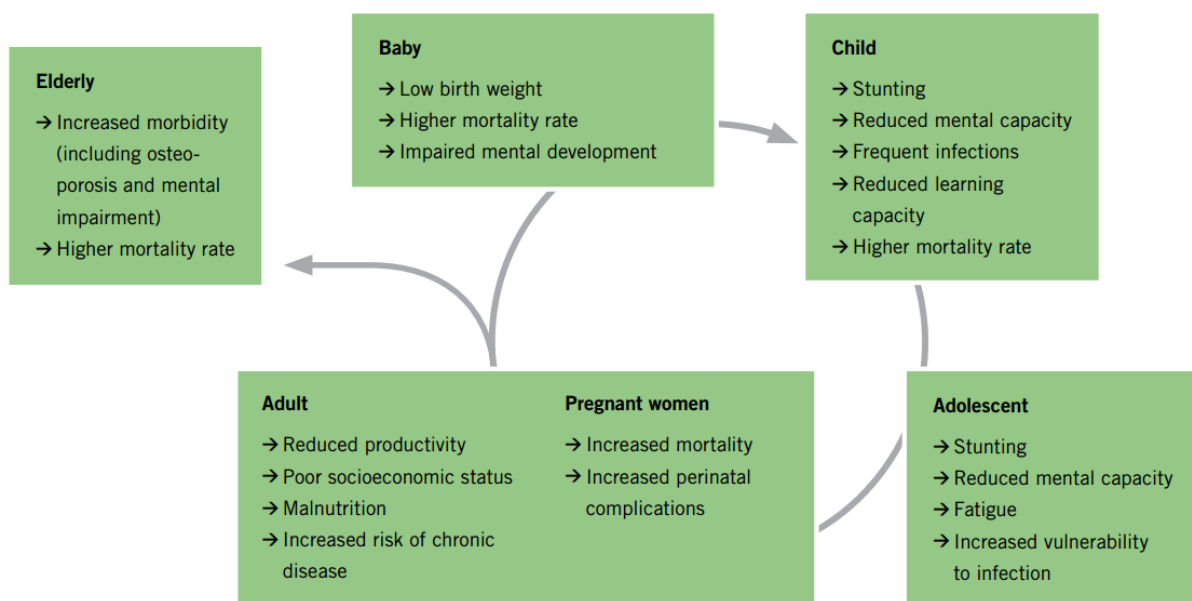 Elderly
→ Increased morbidity
(including osteo-
porosis and mental
impairment)
→ Higher mortality rate
Baby
→ Low birth weight
→ Higher mortality rate
→ Impaired mental development
Child
→ Stunting
→ Reduced mental capacity
→ Frequent infections
→ Reduced learning
capacity
→ Higher mortality rate
Adult
→ Reduced productivity
→ Poor socioeconomic status
→ Malnutrition
→ Increased risk of chronic
disease
Pregnant women
→ Increased mortality
→ Increased perinatal
complications
Adolescent
→ Stunting
→ Reduced mental capacity
→ Fatigue
→ Increased vulnerability
to infection